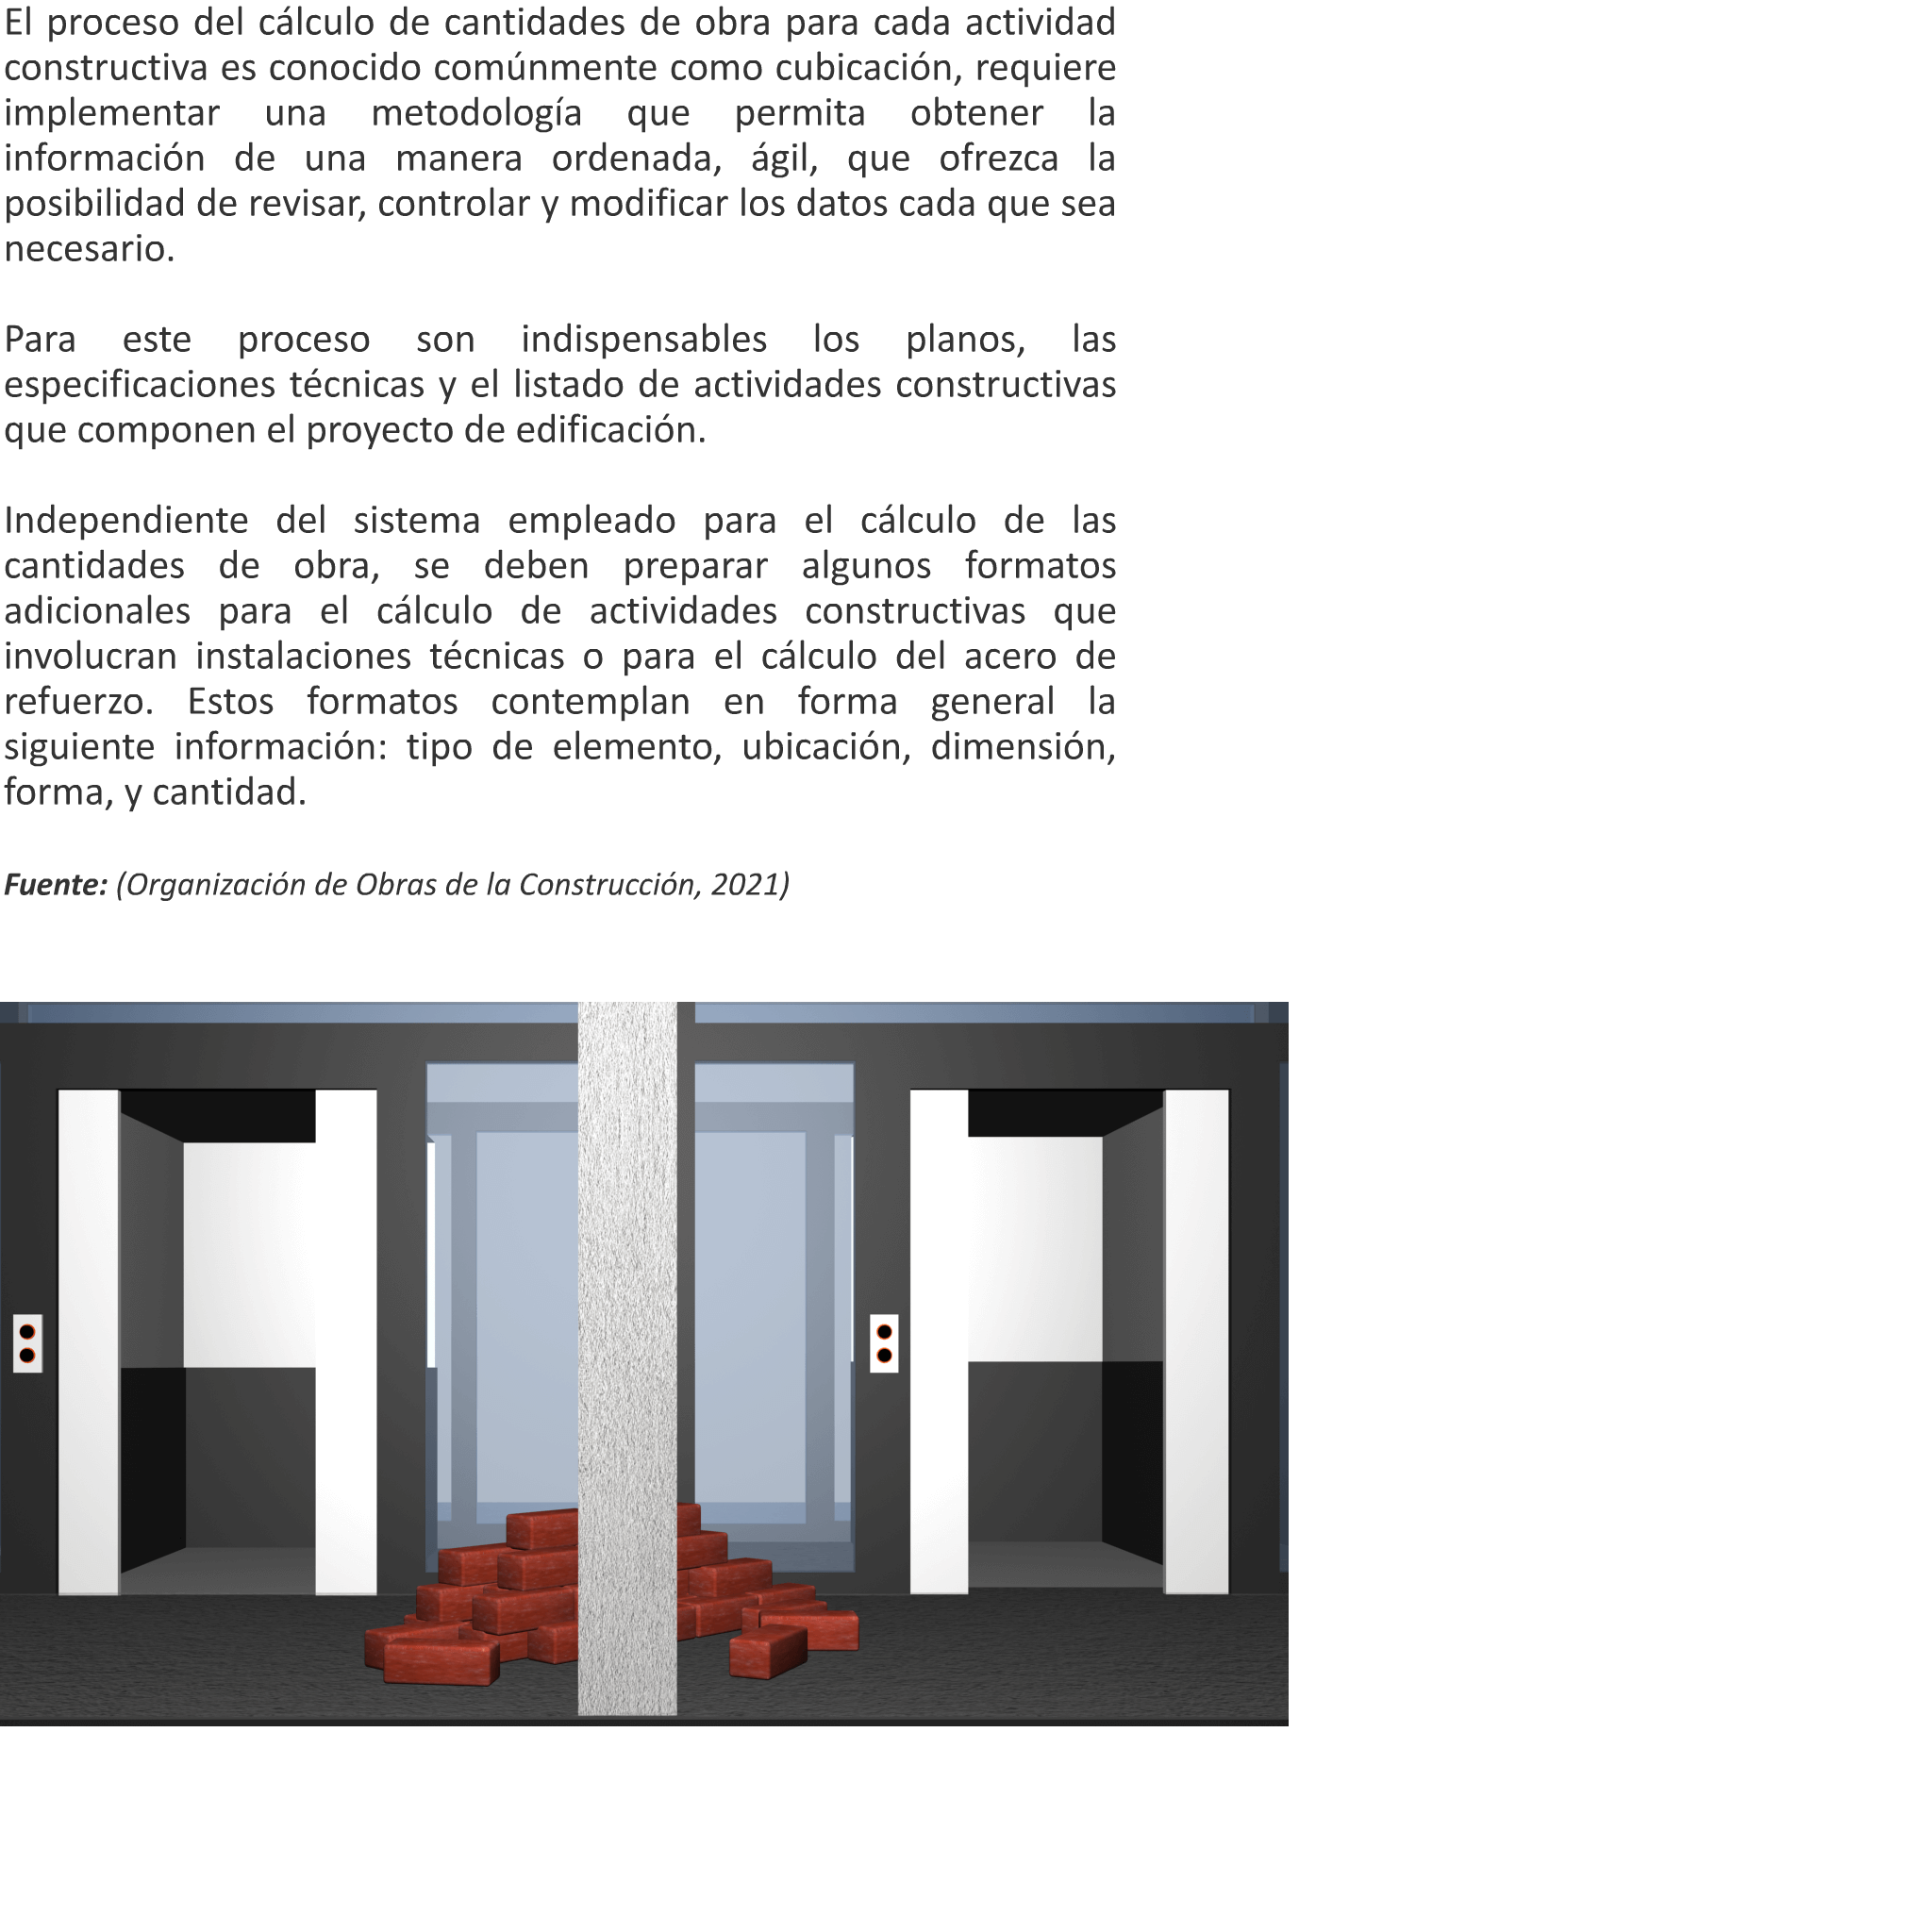 El proceso del cálculo de cantidades de obra para cada actividad
constructiva es conocido comúnmente como cubicación, requiere
implementar una metodología que permita obtener la
información de una manera ordenada, ágil, que ofrezca la
posibilidad de revisar, controlar y modificar los datos cada que sea
necesario.
Para este proceso son indispensables los planos, las
especificaciones técnicas y el listado de actividades constructivas
que componen el proyecto de edificación.
Independiente del sistema empleado para el cálculo de las
cantidades de obra, se deben preparar algunos formatos
adicionales para el cálculo de actividades constructivas que
involucran instalaciones técnicas o para el cálculo del acero de
refuerzo. Estos formatos contemplan en forma general la
siguiente información: tipo de elemento, ubicación, dimensión,
forma, y cantidad.
Fuente: (Organización de Obras de la Construcción, 2021)